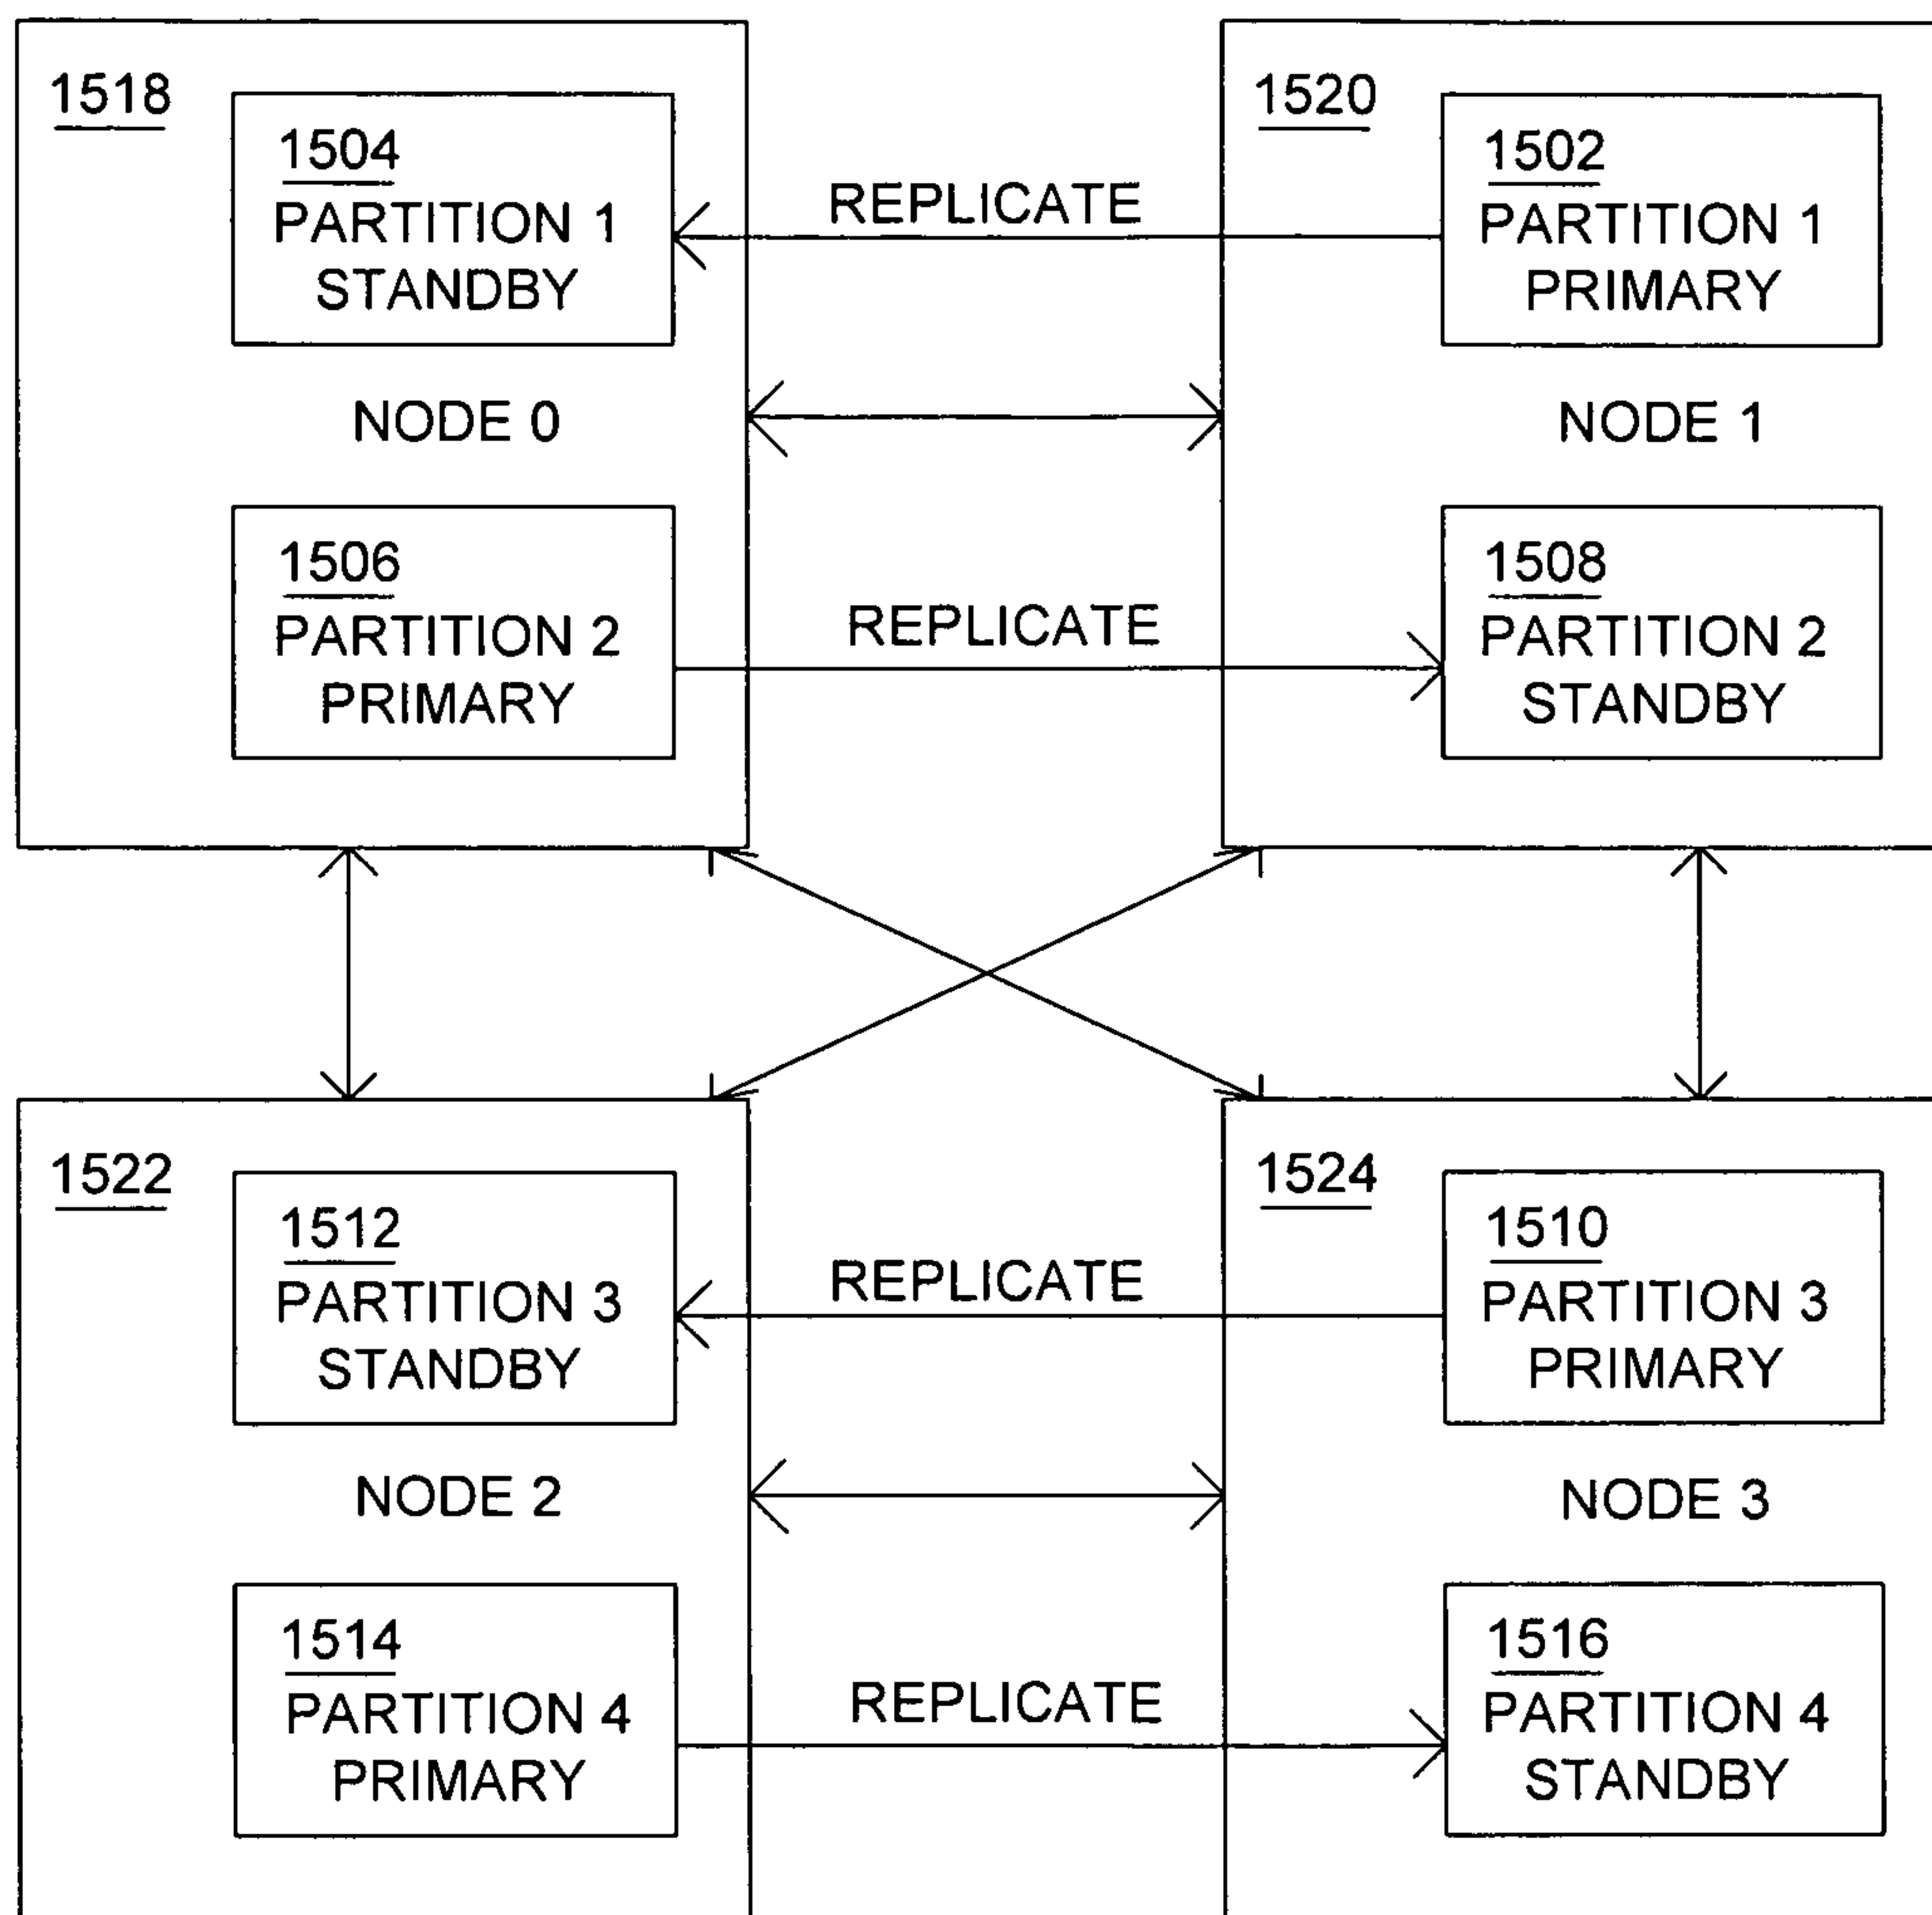 1518
1504
PARTITION 1
STANDBY
NODE 0
1506
PARTITION 2
PRIMARY
REPLICATE
REPLICATE
1520
1502
PARTITION 1
PRIMARY
NODE 1
1508
PARTITION 2
STANDBY
1522
1512
PARTITION 3
STANDBY
NODE 2
1514
PARTITION 4
PRIMARY
REPLICATE
REPLICATE
1524
1510
PARTITION 3
PRIMARY
NODE 3
1516
PARTITION 4
STANDBY